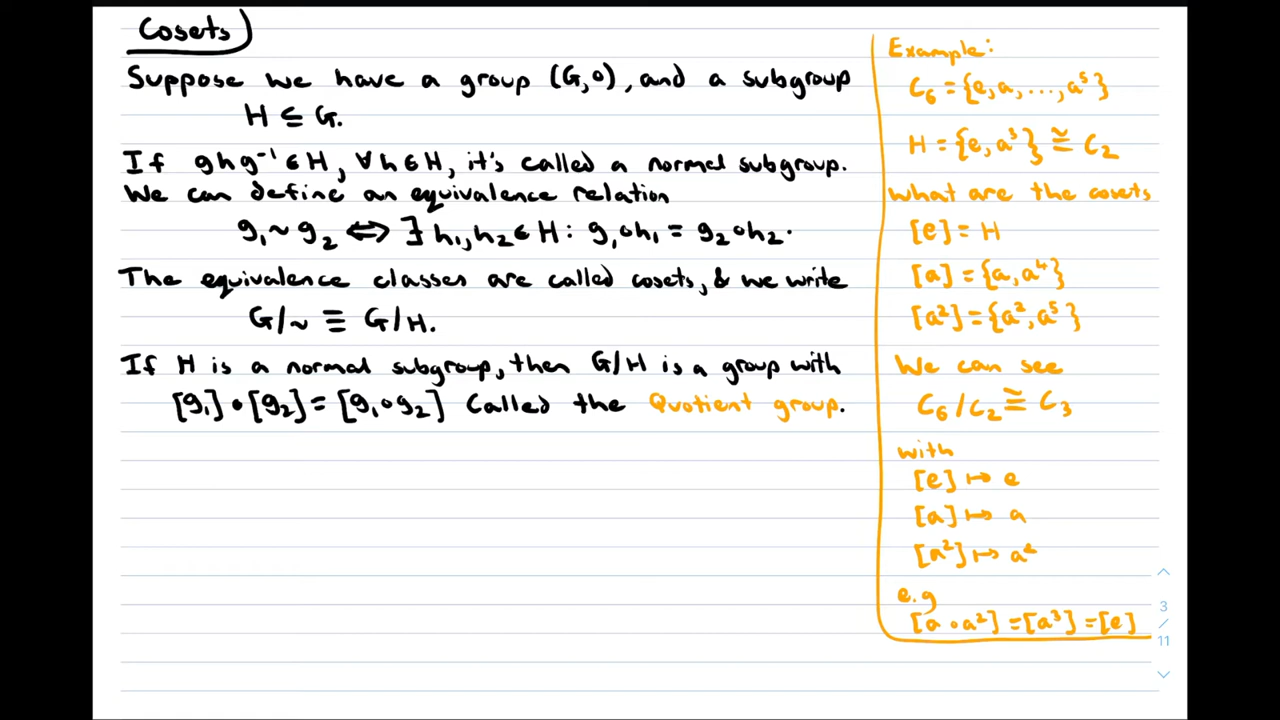 Cosets
Suppose we have a group (G,∘), and a subgroup
H ⊆ G.
If ghg⁻¹ ∈ H, ∀h ∈ H, it's called a normal subgroup.
We can define an equivalence relation
g₁ ~ g₂ ⟺ ∃ h₁,h₂ ∈ H : g₁∘h₁ = g₂∘h₂.
The equivalence classes are called cosets, & we write
G/~ ≡ G/H.
If H is a normal subgroup, then G/H is a group with
[g₁]∘[g₂] = [g₁∘g₂] Called the Quotient group.
Example:
C₆ = {e, a, ..., a⁵}
H = {e, a³} ≅ C₂
What are the cosets
[e] = H
[a] = {a, a⁴}
[a²] = {a², a⁵}
We can see
C₆/C₂ ≅ C₃
with
[e] ↦ e
[a] ↦ a
[a²] ↦ a²
e.g
[a∘a²] = [a³] = [e]
3
/
11